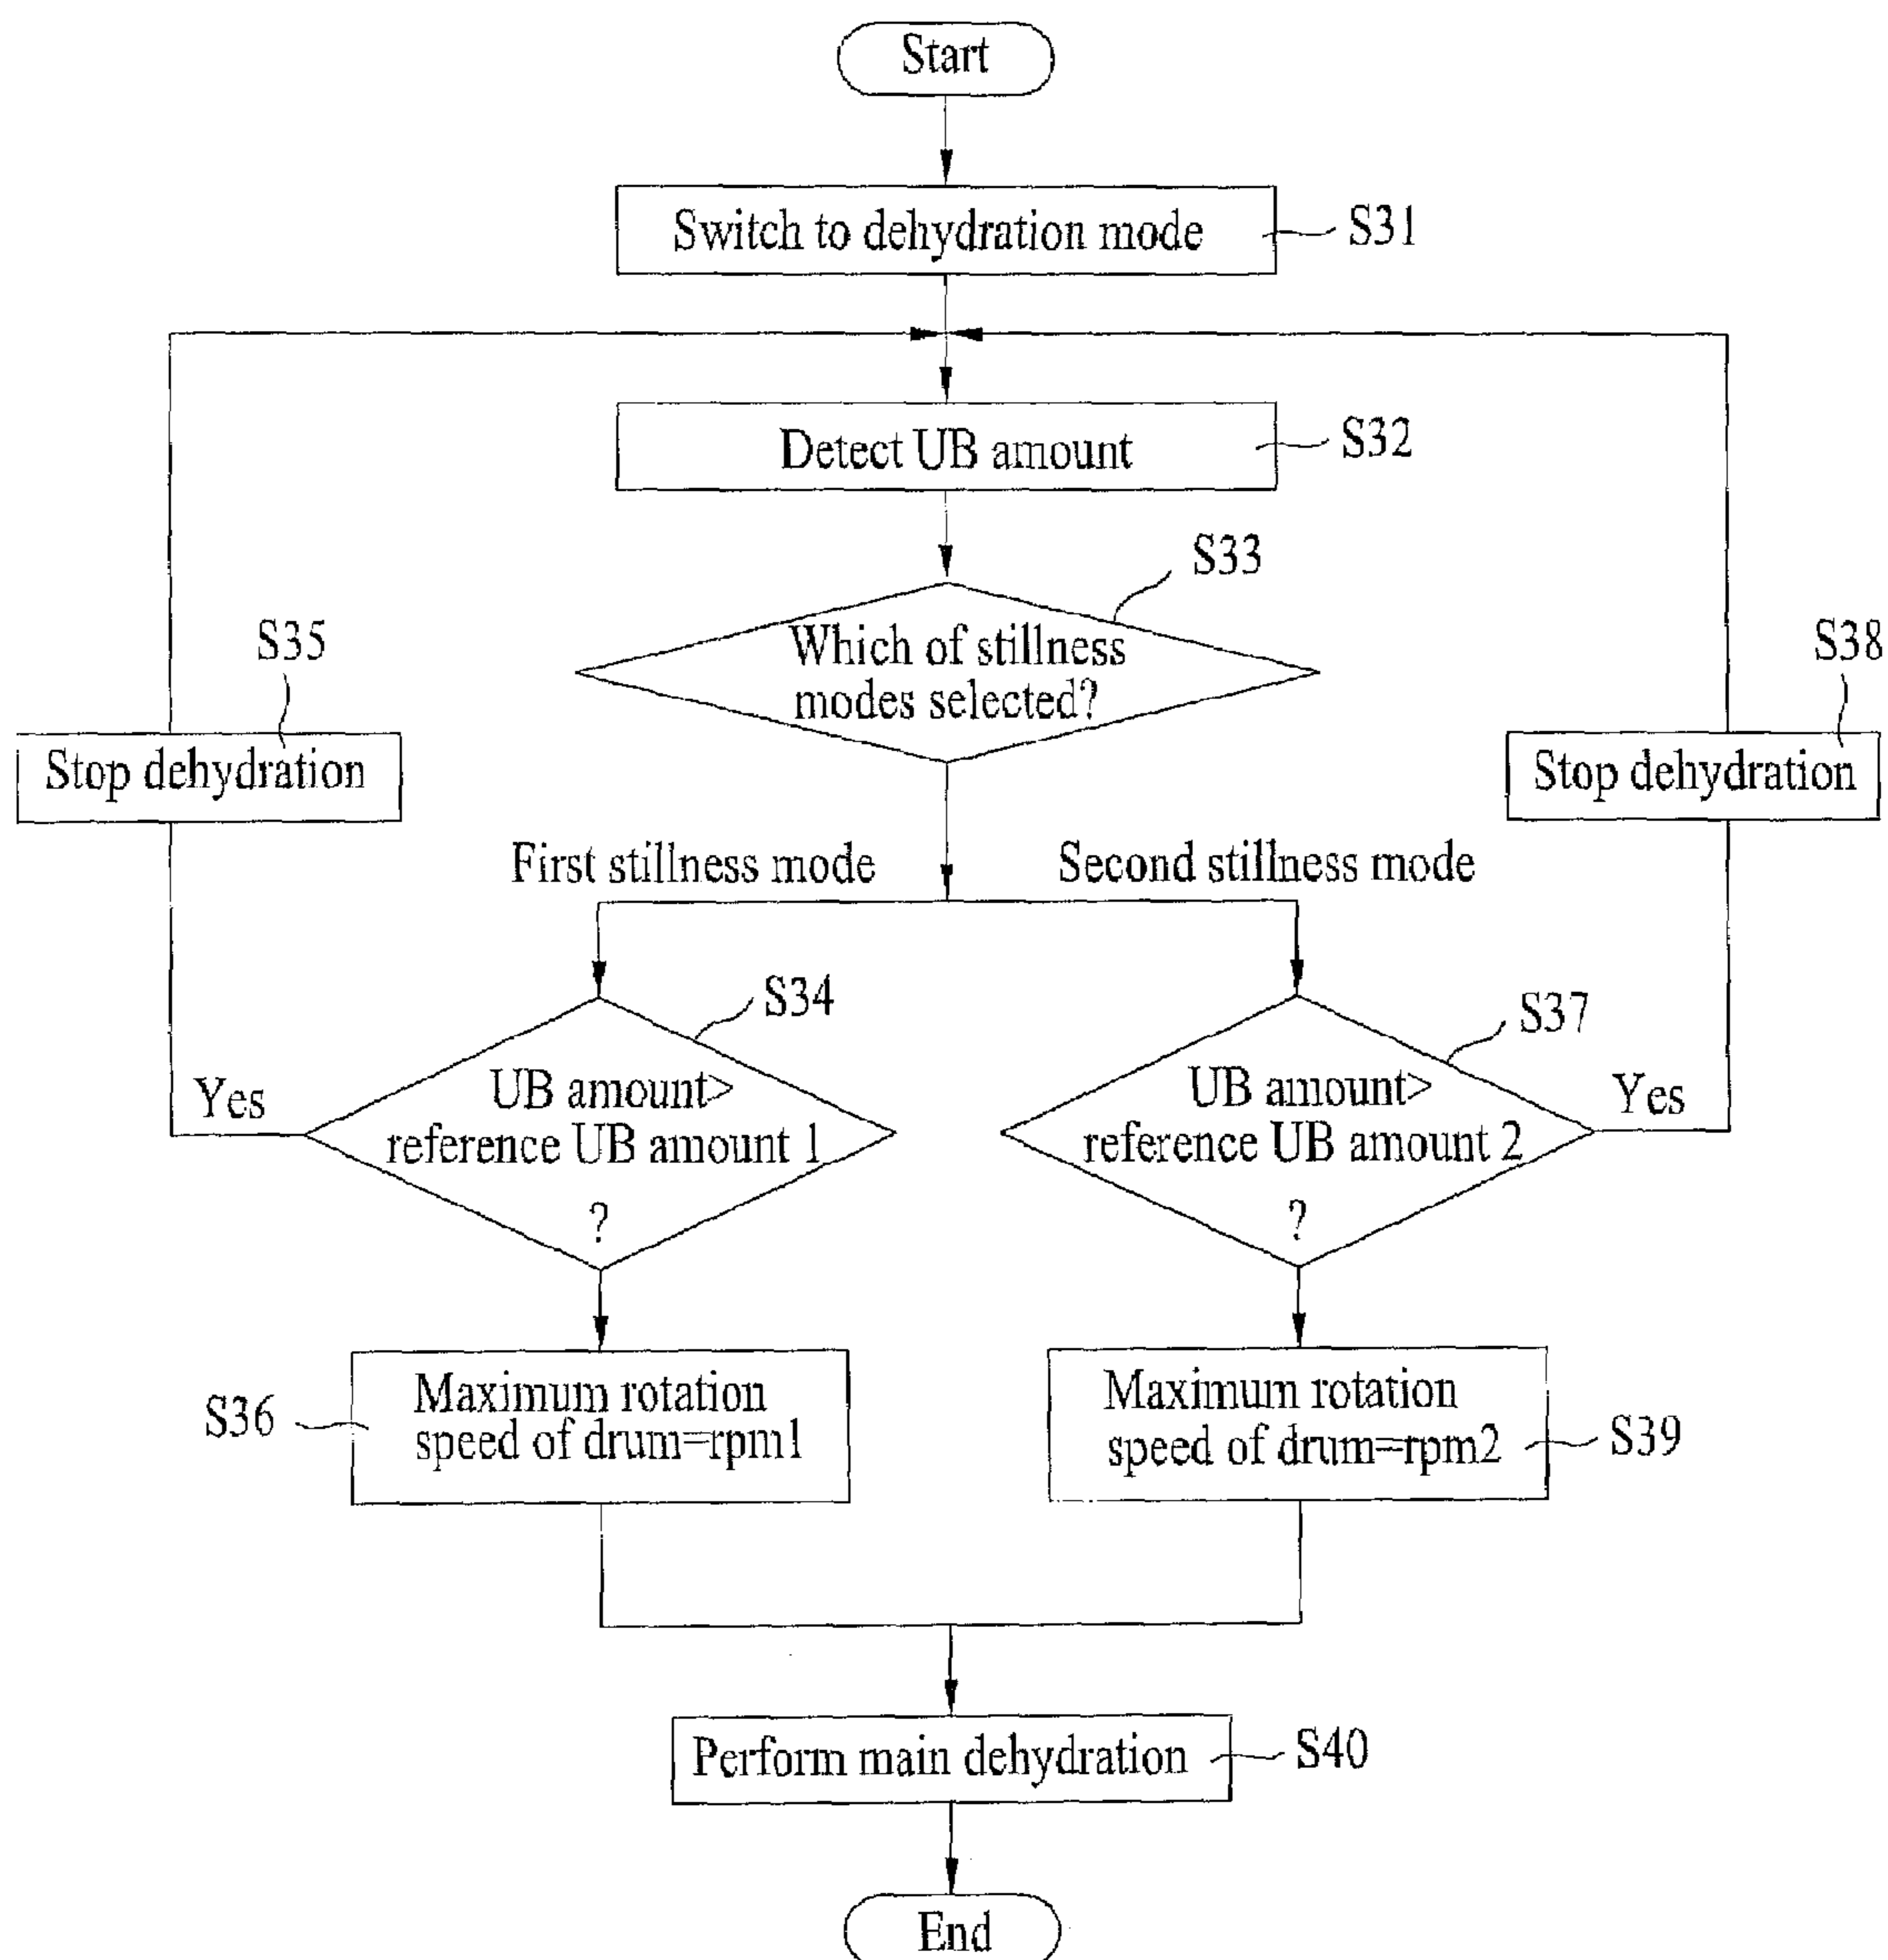 Start
Switch to dehydration mode
S31
Detect UB amount
S32
S33
Which of stillness
modes selected?
S35
Stop dehydration
S38
Stop dehydration
First stillness mode
Second stillness mode
S34
UB amount>
reference UB amount 1
?
Yes
S37
UB amount>
reference UB amount 2
?
Yes
S36
Maximum rotation
speed of drum=rpm1
Maximum rotation
speed of drum=rpm2
S39
Perform main dehydration
S40
End